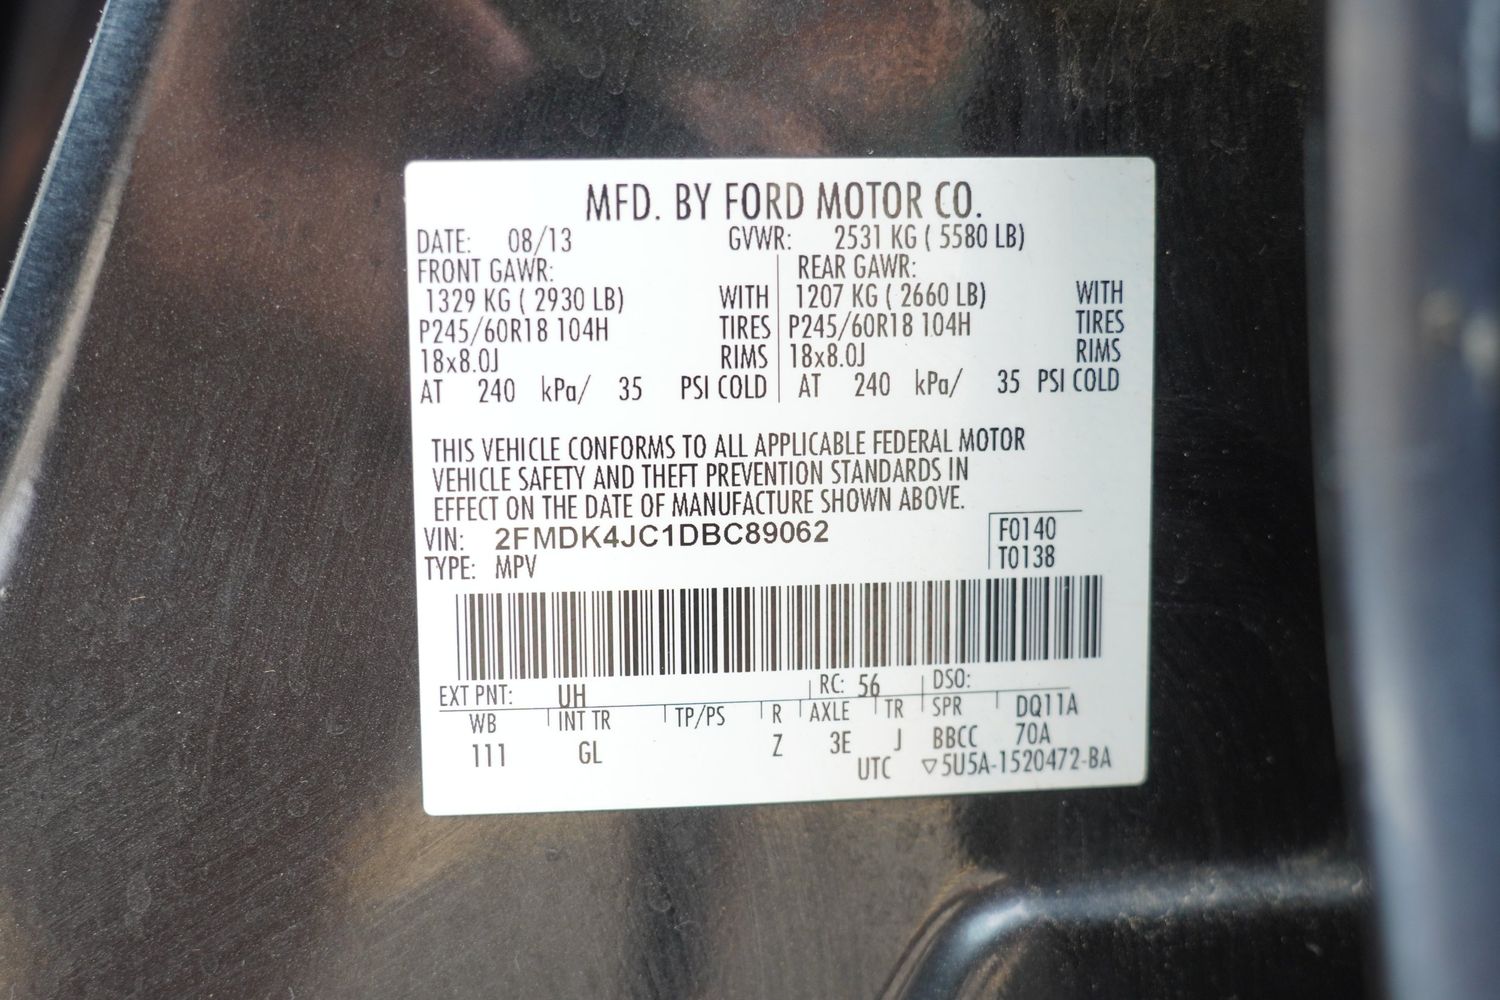 MFD. BY FORD MOTOR CO.
DATE: 08/13 GVWR: 2531 KG ( 5580 LB)
FRONT GAWR: REAR GAWR:
1329 KG ( 2930 LB) WITH 1207 KG ( 2660 LB) WITH
P245/60R18 104H TIRES P245/60R18 104H TIRES
18x8.0J RIMS 18x8.0J RIMS
AT 240 kPa/ 35 PSI COLD AT 240 kPa/ 35 PSI COLD
THIS VEHICLE CONFORMS TO ALL APPLICABLE FEDERAL MOTOR
VEHICLE SAFETY AND THEFT PREVENTION STANDARDS IN
EFFECT ON THE DATE OF MANUFACTURE SHOWN ABOVE.
VIN: 2FMDK4JC1DBC89062 F0140
TYPE: MPV T0138
EXT PNT: UH RC: 56 DSO:
WB INT TR TP/PS R AXLE TR SPR DQ11A
111 GL Z 3E J BBCC 70A
UTC ▽5U5A-1520472-BA